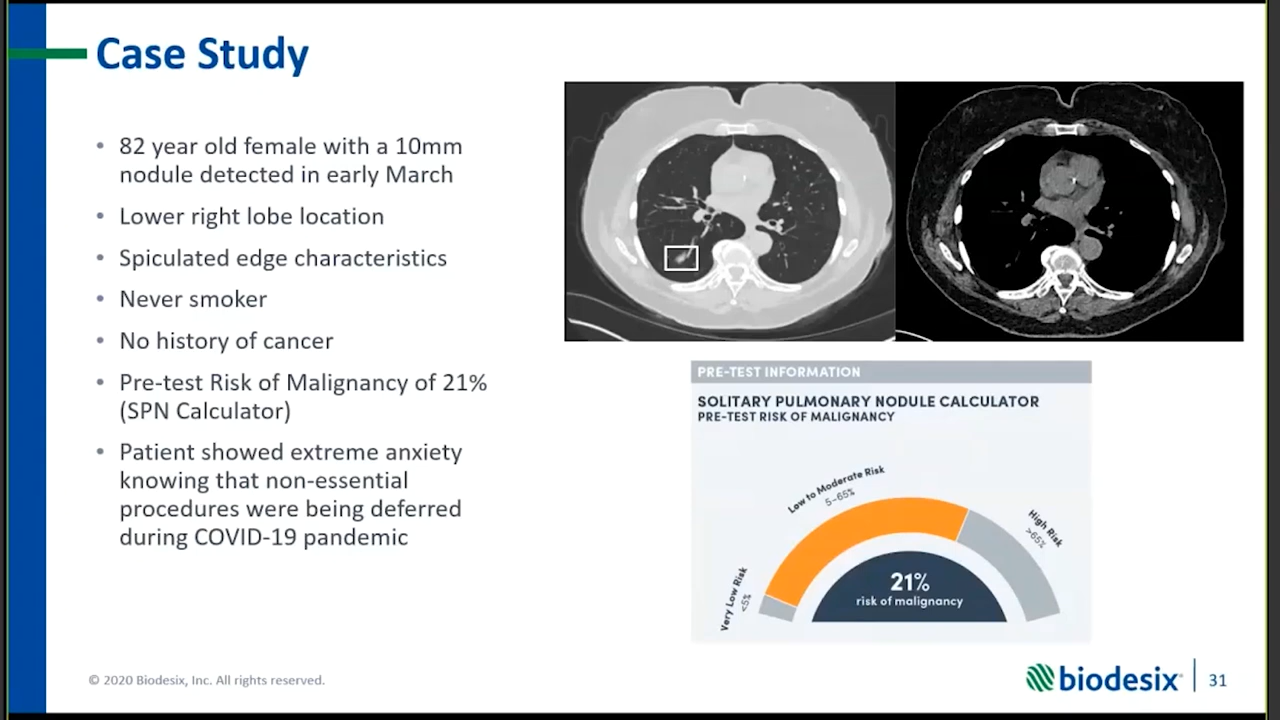 Case Study
• 82 year old female with a 10mm
nodule detected in early March
• Lower right lobe location
• Spiculated edge characteristics
• Never smoker
• No history of cancer
• Pre-test Risk of Malignancy of 21%
(SPN Calculator)
• Patient showed extreme anxiety
knowing that non-essential
procedures were being deferred
during COVID-19 pandemic
PRE-TEST INFORMATION
SOLITARY PULMONARY NODULE CALCULATOR
PRE-TEST RISK OF MALIGNANCY
Very Low Risk
<5%
Low to Moderate Risk
5-65%
High Risk
>65%
21%
risk of malignancy
© 2020 Biodesix, Inc. All rights reserved.
biodesix
31